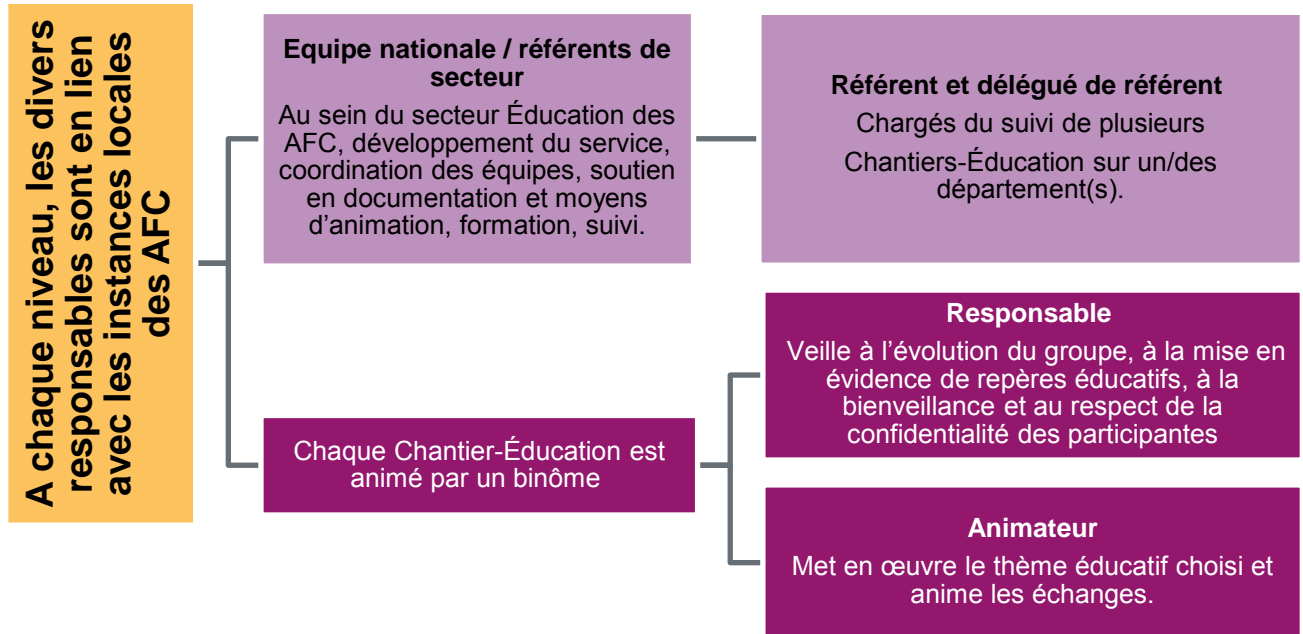 A chaque niveau, les divers
responsables sont en lien
avec les instances locales
des AFC
Equipe nationale / référents de
secteur
Au sein du secteur Éducation des
AFC, développement du service,
coordination des équipes, soutien
en documentation et moyens
d’animation, formation, suivi.
Référent et délégué de référent
Chargés du suivi de plusieurs
Chantiers-Éducation sur un/des
département(s).
Chaque Chantier-Éducation est
animé par un binôme
Responsable
Veille à l’évolution du groupe, à la mise en
évidence de repères éducatifs, à la
bienveillance et au respect de la
confidentialité des participantes
Animateur
Met en œuvre le thème éducatif choisi et
anime les échanges.